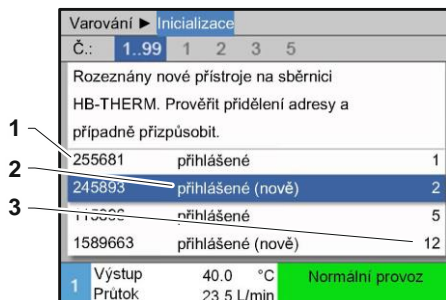 Varování ► Inicializace
Č.: 1..99 1 2 3 5
Rozeznány nové přístroje na sběrnici
HB-THERM. Prověřit přidělení adresy a
případně přizpůsobit.
1
255681 přihlášené 1
2
245893 přihlášené (nově) 2
3
přihlášené 5
1589663 přihlášené (nově) 12
1 Výstup 40.0 °C Normální provoz
Průtok 23.5 L/min